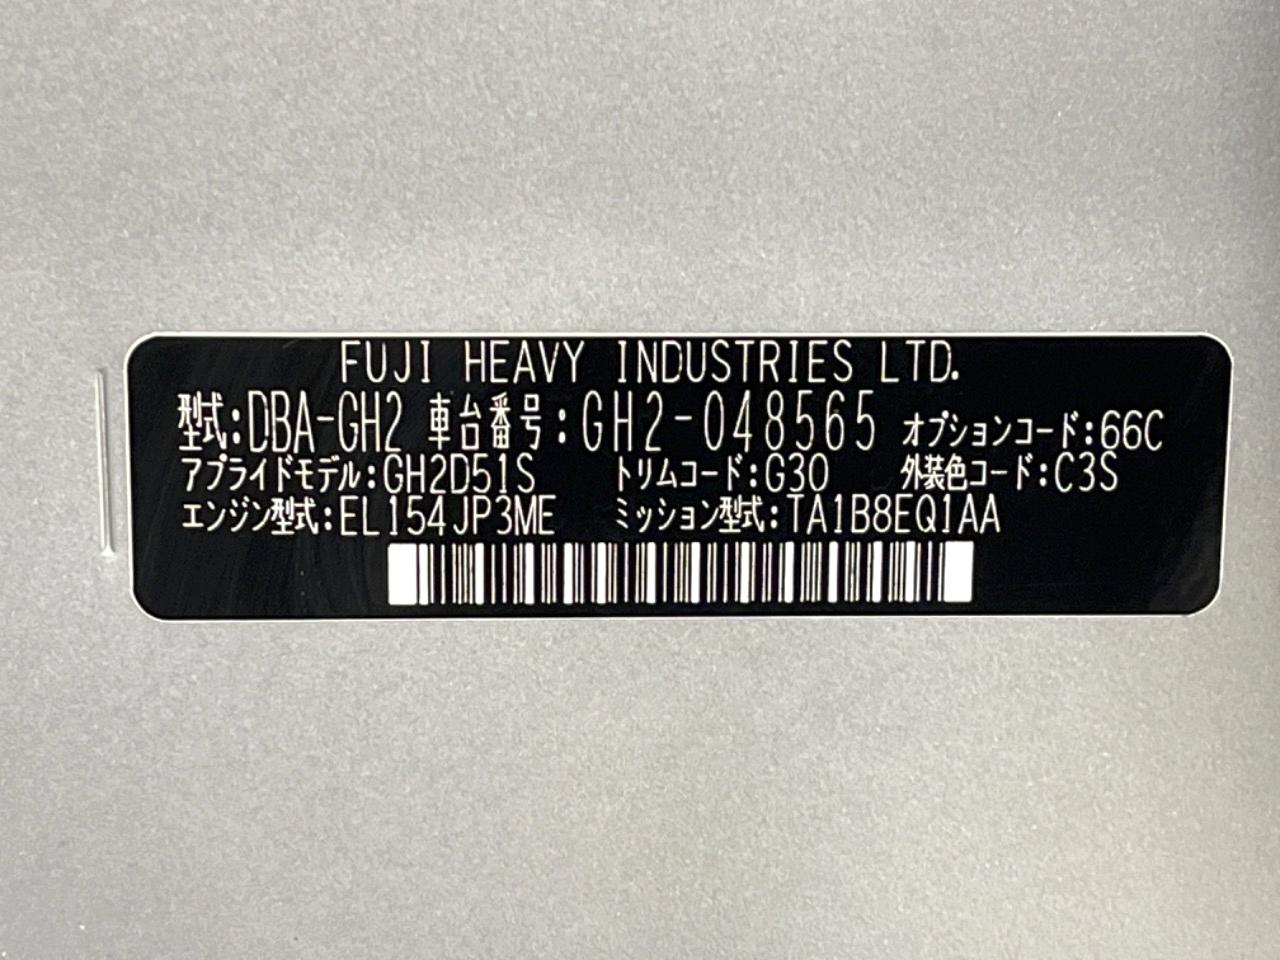 FUJI HEAVY INDUSTRIES LTD.
型式:DBA-GH2 車台番号:GH2-048565 オプションコード:66C
アプライドモデル:GH2D51S トリムコード:G30 外装色コード:C3S
エンジン型式:EL154JP3ME ミッション型式:TA1B8EQ1AA